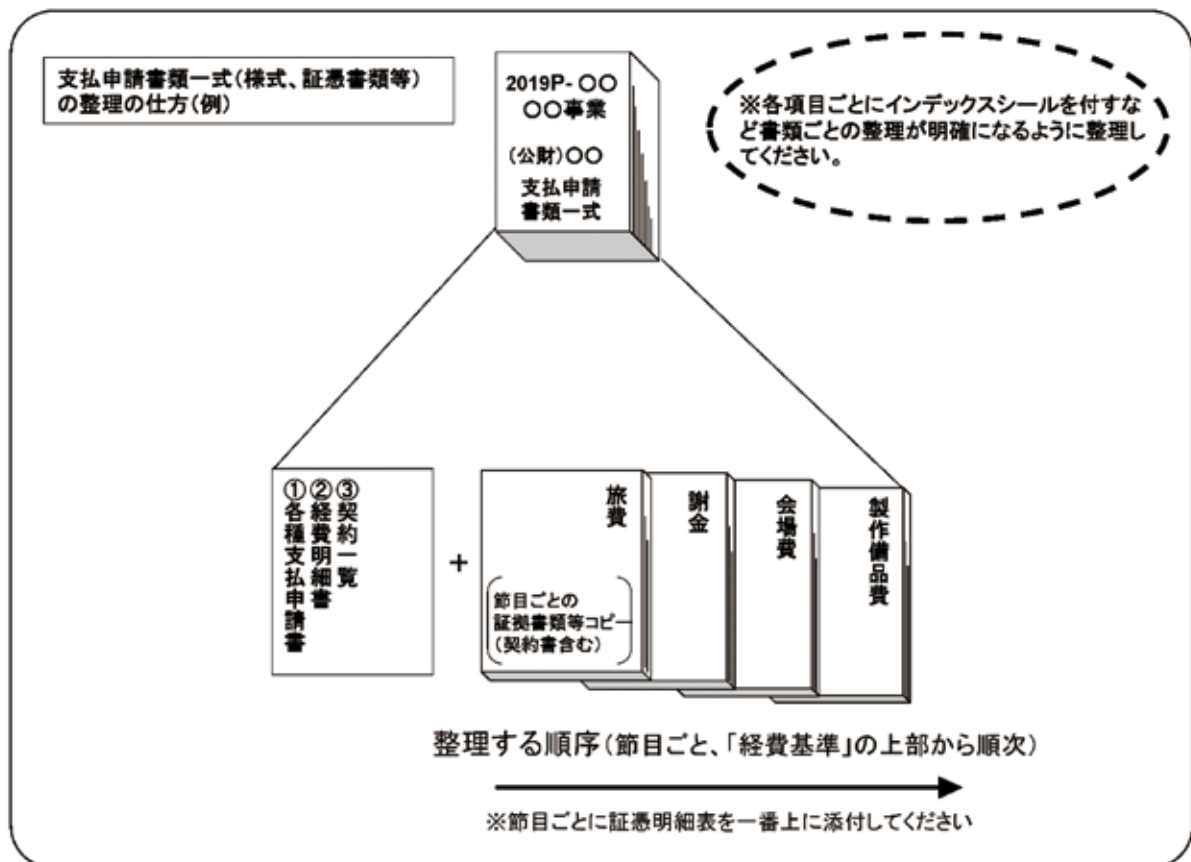 支払申請書類一式(様式、証憑書類等)
の整理の仕方(例)
2019P-〇〇
〇〇事業
(公財)〇〇
支払申請
書類一式
※各項目ごとにインデックスシールを付すな
ど書類ごとの整理が明確になるように整理し
てください。
①各種支払申請書
②経費明細書
③契約一覧
+
旅費
節目ごとの
証拠書類等コピー
(契約書含む)
謝金
会場費
製作備品費
整理する順序(節目ごと、「経費基準」の上部から順次)
※節目ごとに証憑明細表を一番上に添付してください